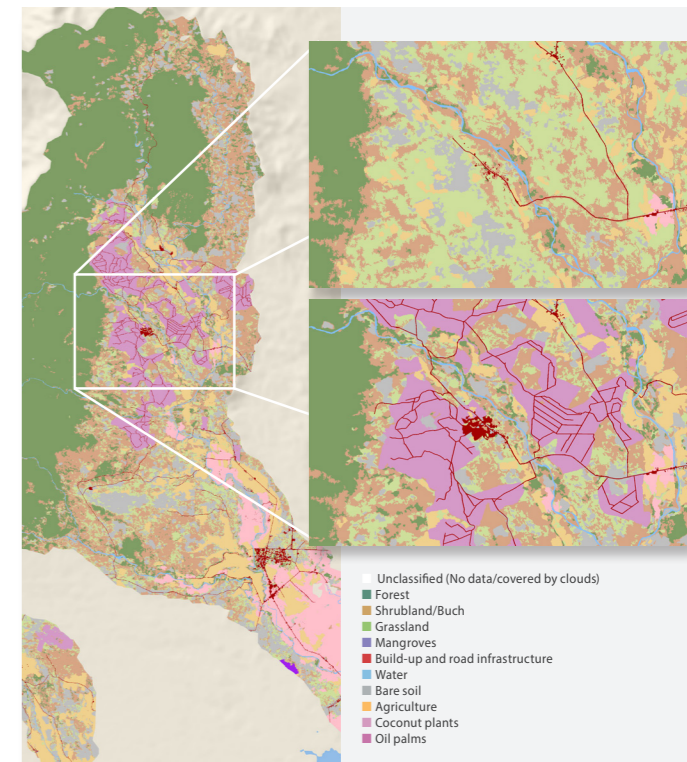 Unclassified (No data/covered by clouds)
Forest
Shrubland/Buch
Grassland
Mangroves
Build-up and road infrastructure
Water
Bare soil
Agriculture
Coconut plants
Oil palms